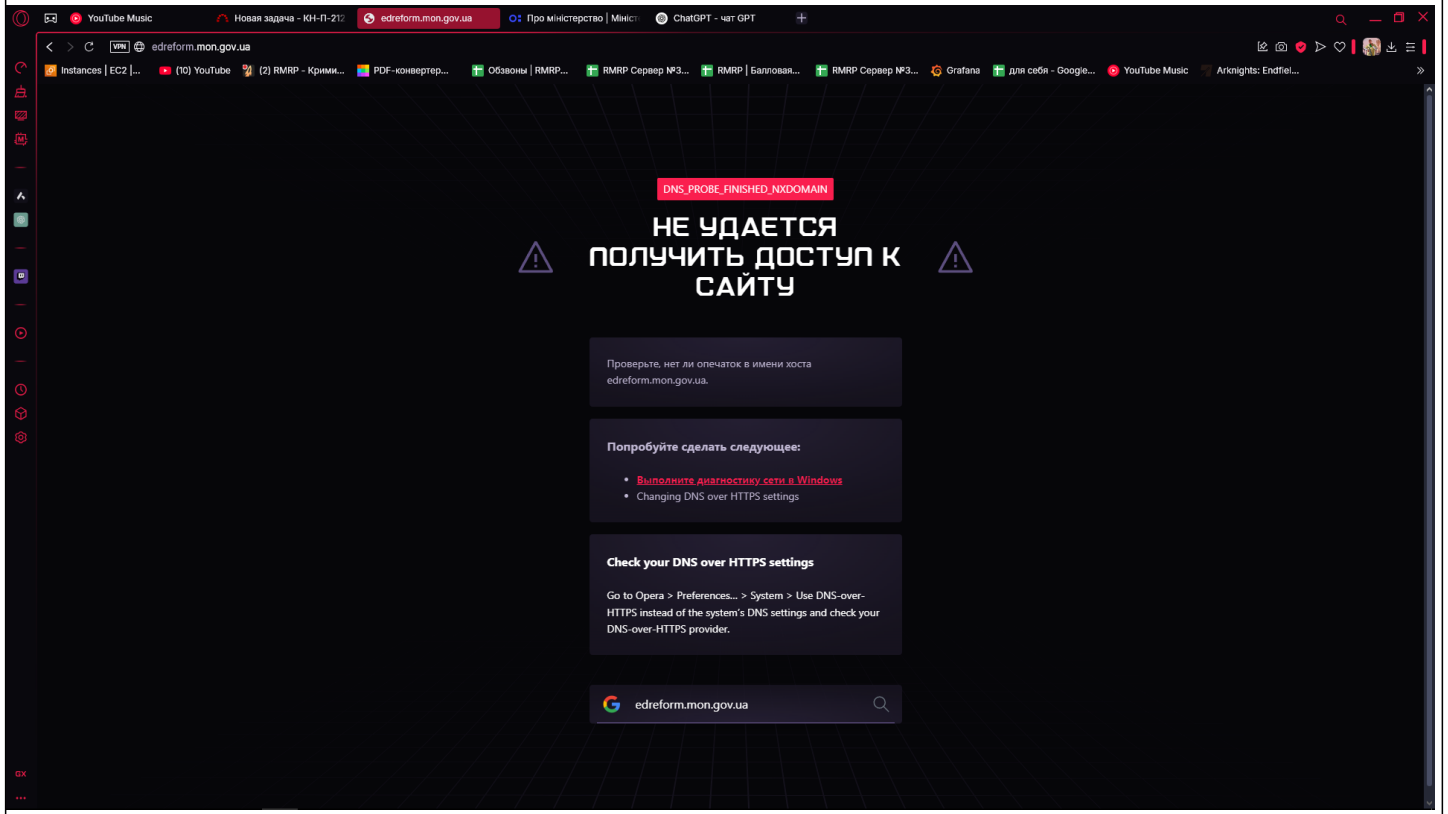 YouTube Music
Новая задача - КН-П-212
edreform.mon.gov.ua
Про міністерство | Мініст
ChatGPT - чат GPT
VPN
edreform.mon.gov.ua
Instances | EC2 |...
(10) YouTube
(2) RMRP - Крими...
PDF-конвертер...
Обзвоны | RMRP...
RMRP Сервер №3...
RMRP | Балловая...
RMRP Сервер №3...
Grafana
для себя - Google...
YouTube Music
Arknights: Endfiel...
DNS_PROBE_FINISHED_NXDOMAIN
НЕ УДАЕТСЯ
ПОЛУЧИТЬ ДОСТУП К
САЙТУ
Проверьте, нет ли опечаток в имени хоста
edreform.mon.gov.ua.
Попробуйте сделать следующее:
Выполните диагностику сети в Windows
Changing DNS over HTTPS settings
Check your DNS over HTTPS settings
Go to Opera > Preferences... > System > Use DNS-over-
HTTPS instead of the system's DNS settings and check your
DNS-over-HTTPS provider.
edreform.mon.gov.ua
GX